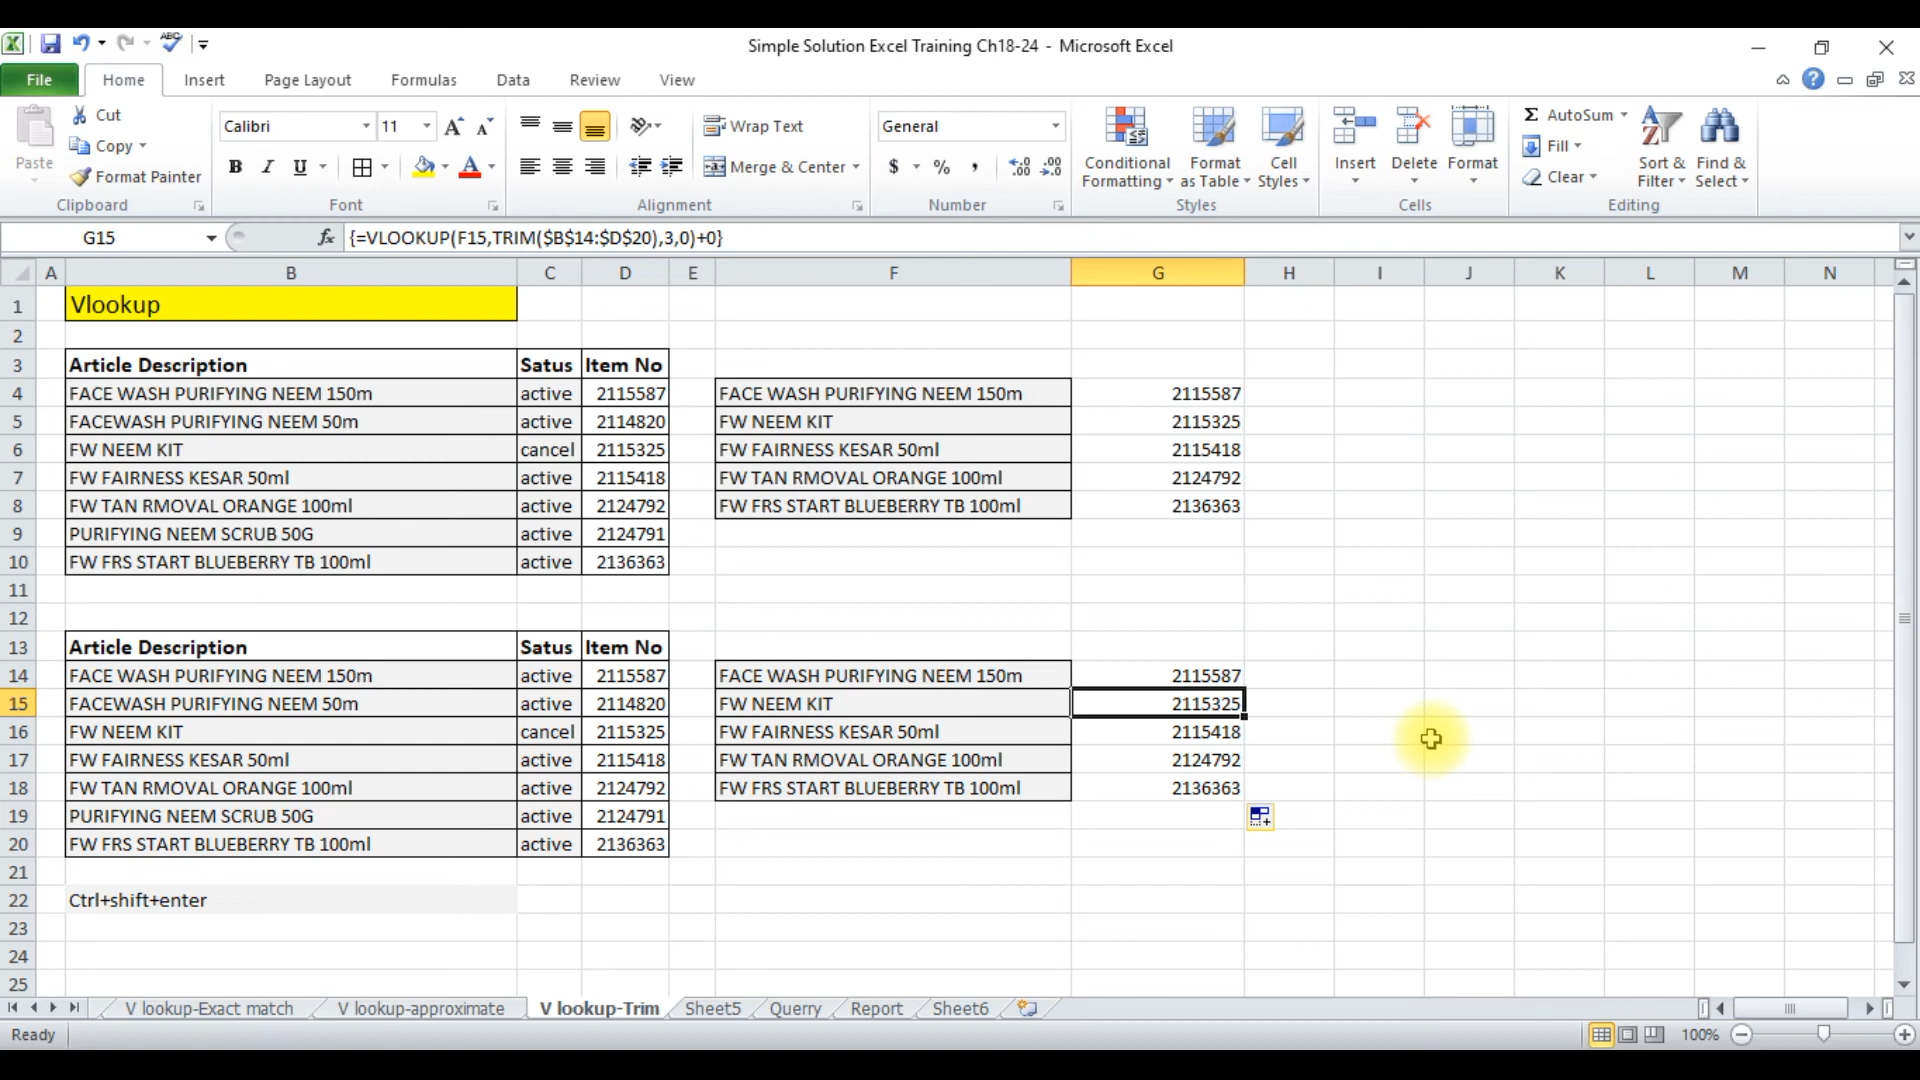 Simple Solution Excel Training Ch18-24 - Microsoft Excel
File Home Insert Page Layout Formulas Data Review View
Paste Cut Copy Format Painter
Calibri 11
Wrap Text
Merge & Center
General
Conditional Formatting Format as Table Cell Styles
Insert Delete Format
AutoSum Fill Clear
Sort & Filter Find & Select
Clipboard Font Alignment Number Styles Cells Editing
G15 fx {=VLOOKUP(F15,TRIM($B$14:$D$20),3,0)+0}
A B C D E F G H I J K L M N
1 Vlookup
2
3 Article Description Satus Item No
4 FACE WASH PURIFYING NEEM 150m active 2115587 FACE WASH PURIFYING NEEM 150m 2115587
5 FACEWASH PURIFYING NEEM 50m active 2114820 FW NEEM KIT 2115325
6 FW NEEM KIT cancel 2115325 FW FAIRNESS KESAR 50ml 2115418
7 FW FAIRNESS KESAR 50ml active 2115418 FW TAN RMOVAL ORANGE 100ml 2124792
8 FW TAN RMOVAL ORANGE 100ml active 2124792 FW FRS START BLUEBERRY TB 100ml 2136363
9 PURIFYING NEEM SCRUB 50G active 2124791
10 FW FRS START BLUEBERRY TB 100ml active 2136363
11
12
13 Article Description Satus Item No
14 FACE WASH PURIFYING NEEM 150m active 2115587 FACE WASH PURIFYING NEEM 150m 2115587
15 FACEWASH PURIFYING NEEM 50m active 2114820 FW NEEM KIT 2115325
16 FW NEEM KIT cancel 2115325 FW FAIRNESS KESAR 50ml 2115418
17 FW FAIRNESS KESAR 50ml active 2115418 FW TAN RMOVAL ORANGE 100ml 2124792
18 FW TAN RMOVAL ORANGE 100ml active 2124792 FW FRS START BLUEBERRY TB 100ml 2136363
19 PURIFYING NEEM SCRUB 50G active 2124791
20 FW FRS START BLUEBERRY TB 100ml active 2136363
21
22 Ctrl+shift+enter
23
24
25
V lookup-Exact match V lookup-approximate V lookup-Trim Sheet5 Querry Report Sheet6
Ready 100%